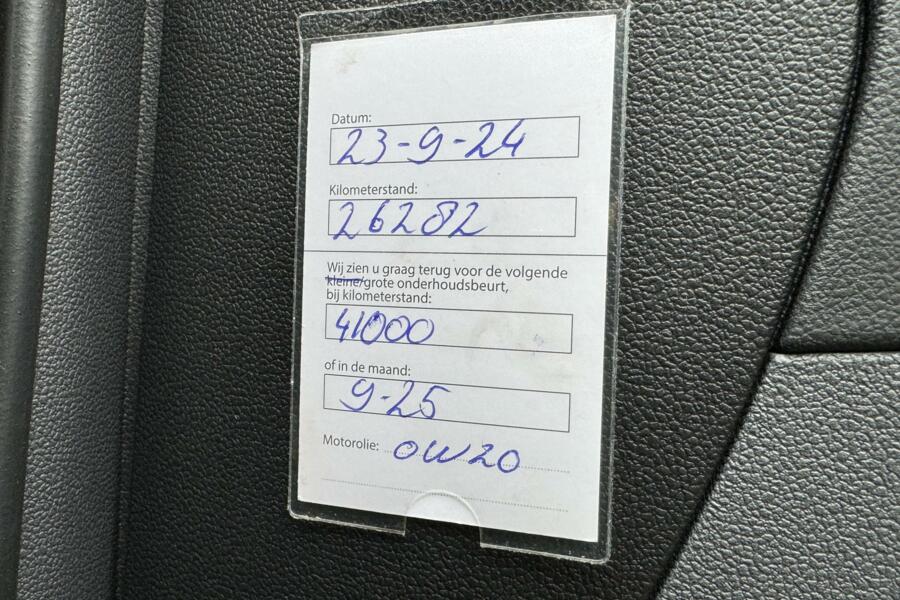 Datum:
23-9-24
Kilometerstand:
26282
Wij zien u graag terug voor de volgende
kleine/grote onderhoudsbeurt,
bij kilometerstand:
41000
of in de maand:
9-25
Motorolie: 0W20